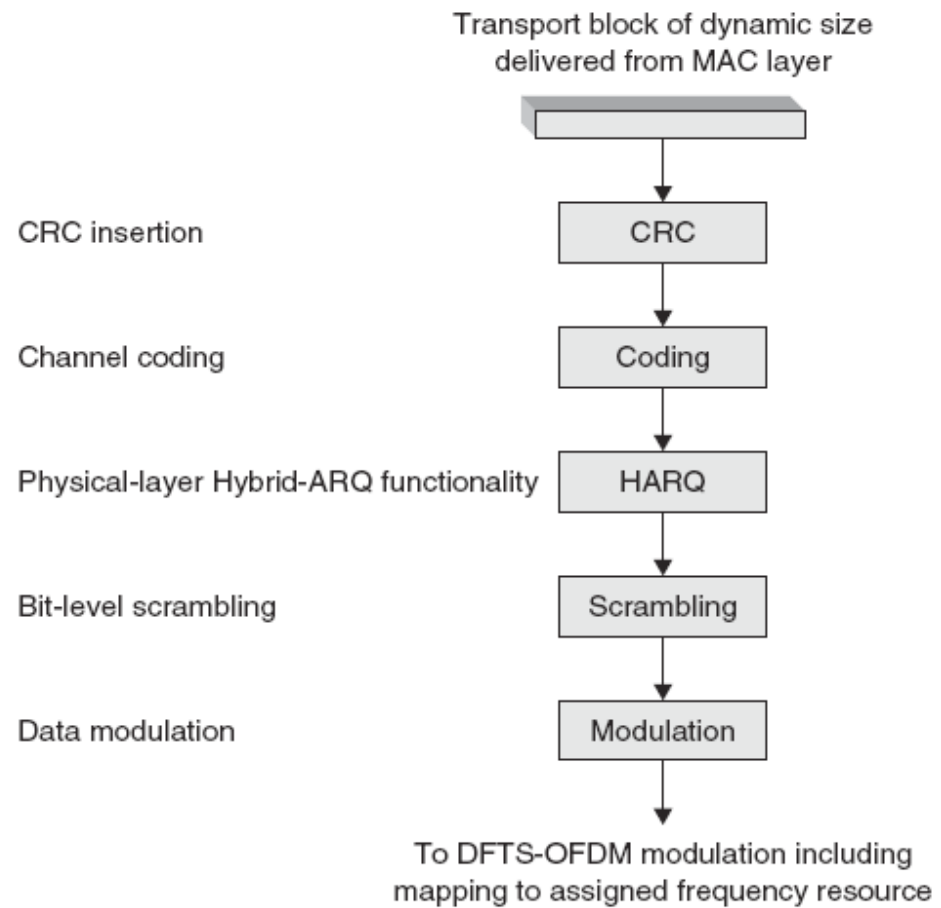 Transport block of dynamic size
delivered from MAC layer
CRC insertion
CRC
Channel coding
Coding
Physical-layer Hybrid-ARQ functionality
HARQ
Bit-level scrambling
Scrambling
Data modulation
Modulation
To DFTS-OFDM modulation including
mapping to assigned frequency resource